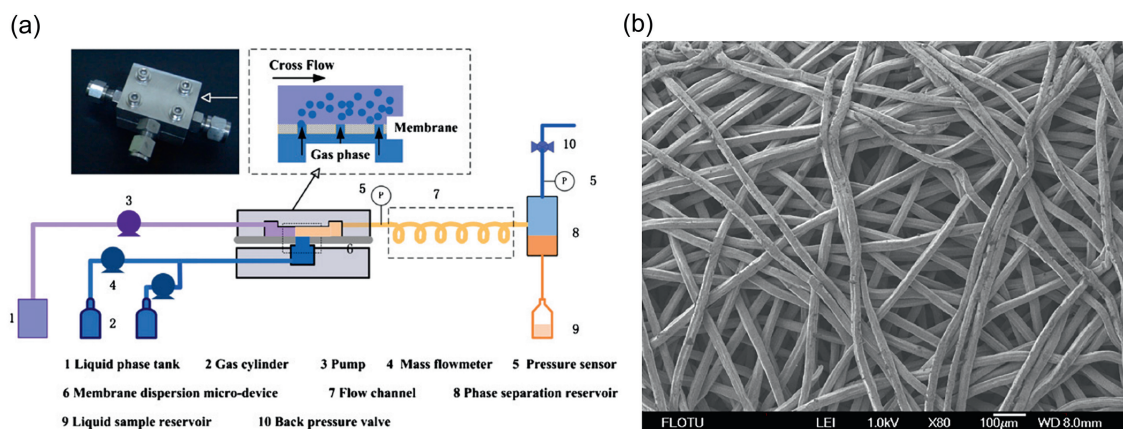 (a)
(b)
Cross Flow
Membrane
Gas phase
3
5
P
7
10
P
5
6
8
4
1
2
9
1 Liquid phase tank 2 Gas cylinder 3 Pump 4 Mass flowmeter 5 Pressure sensor
6 Membrane dispersion micro-device 7 Flow channel 8 Phase separation reservoir
9 Liquid sample reservoir 10 Back pressure valve
FLOTU LEI 1.0kV X80 100μm WD 8.0mm